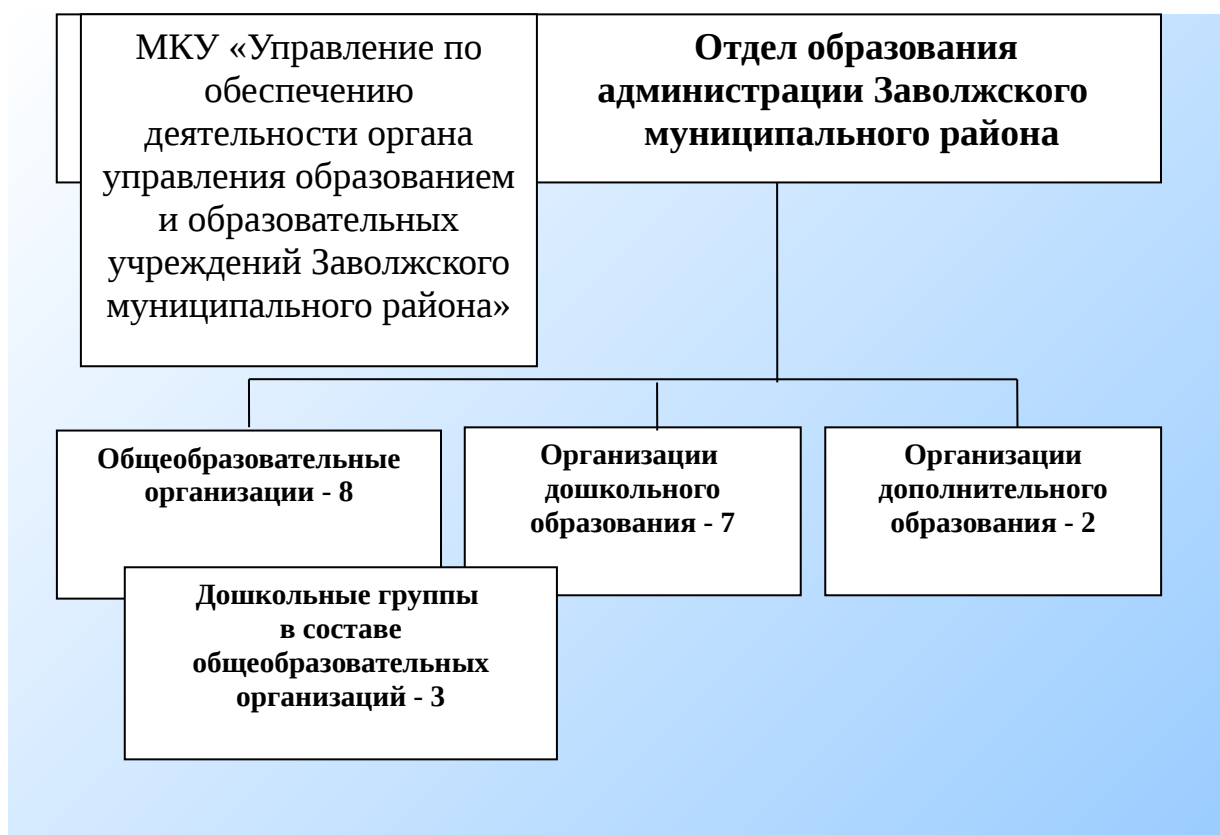 МКУ «Управление по
обеспечению
деятельности органа
управления образованием
и образовательных
учреждений Заволжского
муниципального района»
Отдел образования
администрации Заволжского
муниципального района
Общеобразовательные
организации - 8
Организации
дошкольного
образования - 7
Организации
дополнительного
образования - 2
Дошкольные группы
в составе
общеобразовательных
организаций - 3